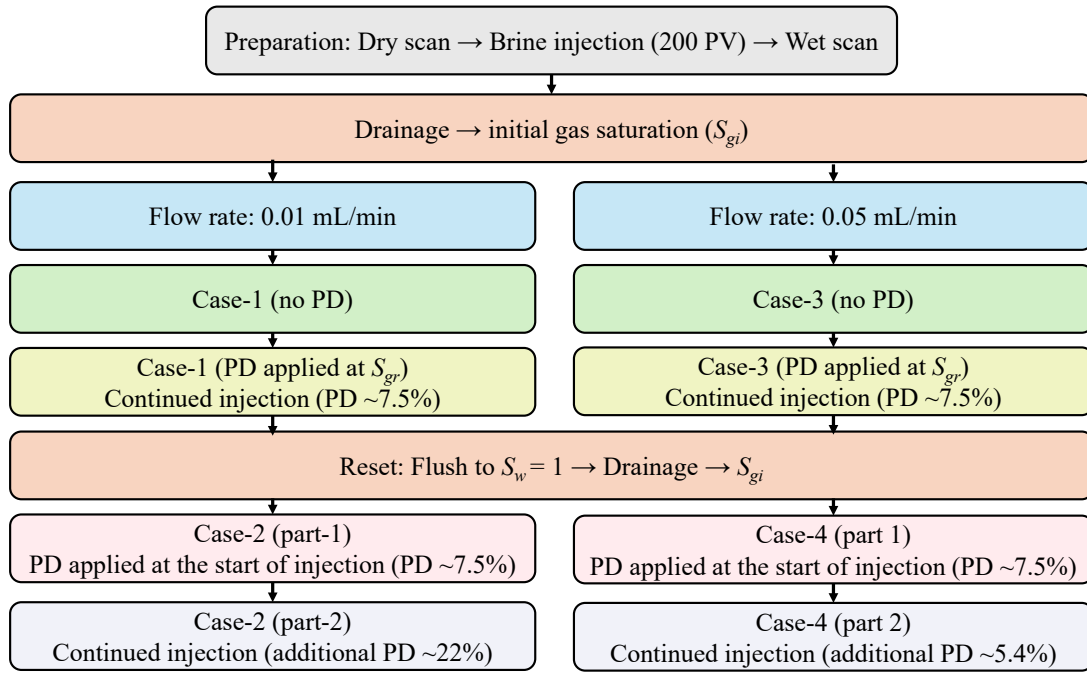 Preparation: Dry scan → Brine injection (200 PV) → Wet scan
Drainage → initial gas saturation (S_gi)
Flow rate: 0.01 mL/min
Flow rate: 0.05 mL/min
Case-1 (no PD)
Case-3 (no PD)
Case-1 (PD applied at S_gr)
Continued injection (PD ~7.5%)
Case-3 (PD applied at S_gr)
Continued injection (PD ~7.5%)
Reset: Flush to S_w = 1 → Drainage → S_gi
Case-2 (part-1)
PD applied at the start of injection (PD ~7.5%)
Case-4 (part 1)
PD applied at the start of injection (PD ~7.5%)
Case-2 (part-2)
Continued injection (additional PD ~22%)
Case-4 (part 2)
Continued injection (additional PD ~5.4%)